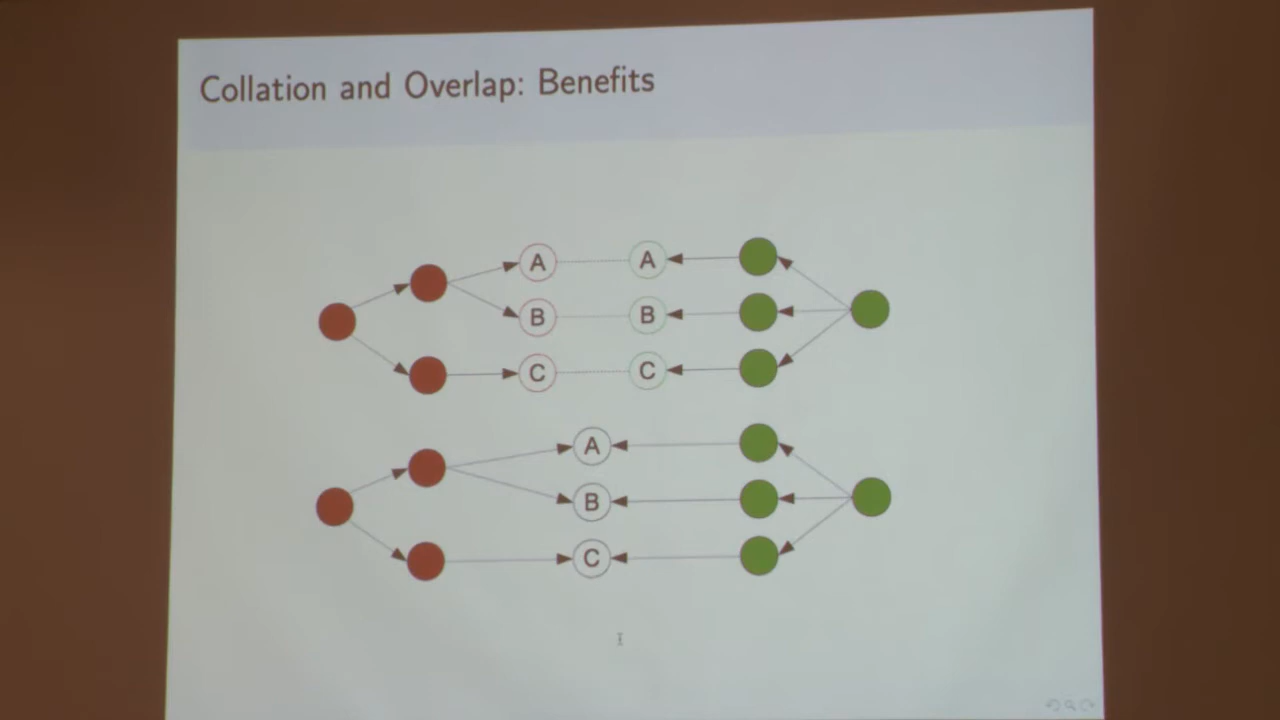 Collation and Overlap: Benefits
A A
B B
C C
A
B
C